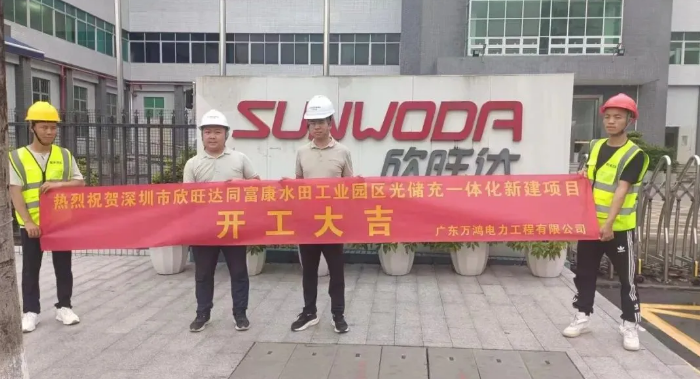 SUNWODA
欣旺达
热烈祝贺深圳市欣旺达同富康水田工业园区光储充一体化新建项目
开工大吉
广东万鸿电力工程有限公司